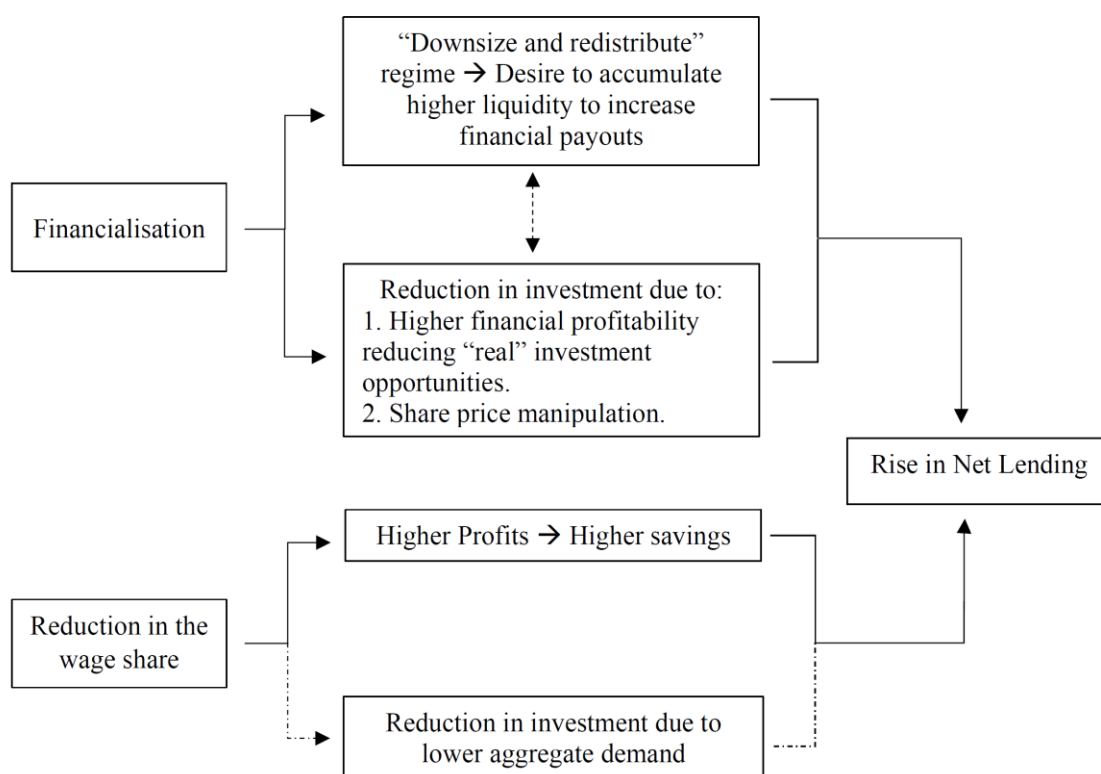 “Downsize and redistribute”
regime → Desire to accumulate
higher liquidity to increase
financial payouts
Financialisation
Reduction in investment due to:
1. Higher financial profitability
reducing “real” investment
opportunities.
2. Share price manipulation.
Rise in Net Lending
Higher Profits → Higher savings
Reduction in the
wage share
Reduction in investment due to
lower aggregate demand